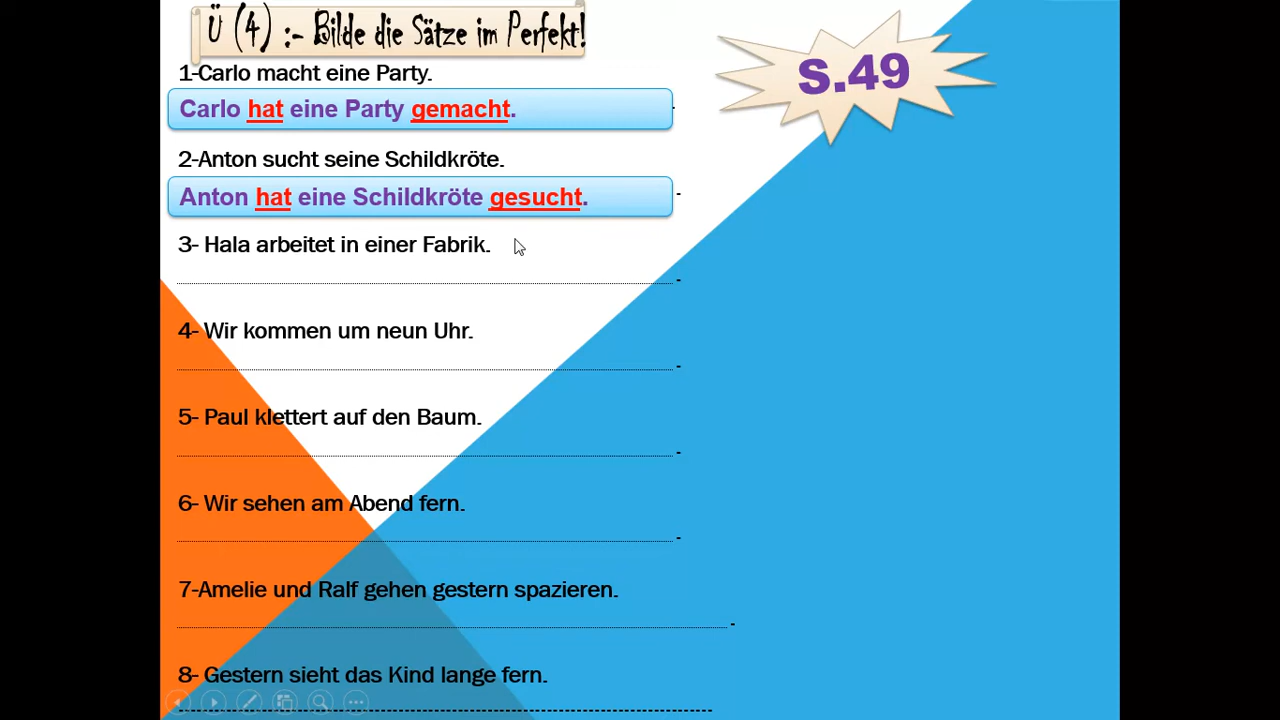 Ü (4) :- Bilde die Sätze im Perfekt!
S.49
1-Carlo macht eine Party.
Carlo hat eine Party gemacht.
2-Anton sucht seine Schildkröte.
Anton hat eine Schildkröte gesucht.
3- Hala arbeitet in einer Fabrik.
4- Wir kommen um neun Uhr.
5- Paul klettert auf den Baum.
6- Wir sehen am Abend fern.
7-Amelie und Ralf gehen gestern spazieren.
8- Gestern sieht das Kind lange fern.